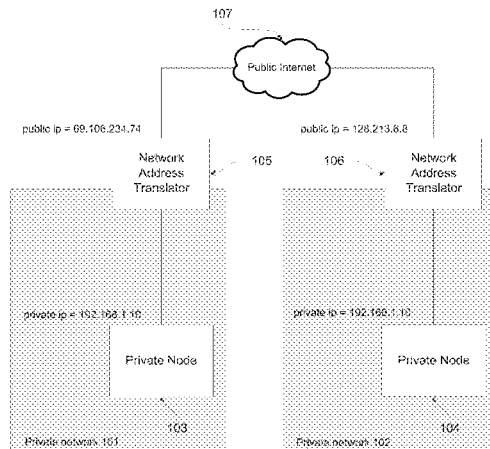 107
Public Internet
public ip = 69.106.234.74
public ip = 128.213.8.8
Network
Address
Translator
105
106
Network
Address
Translator
private ip = 192.168.1.10
private ip = 192.168.1.10
Private Node
Private Node
103
104
Private network 101
Private network 102